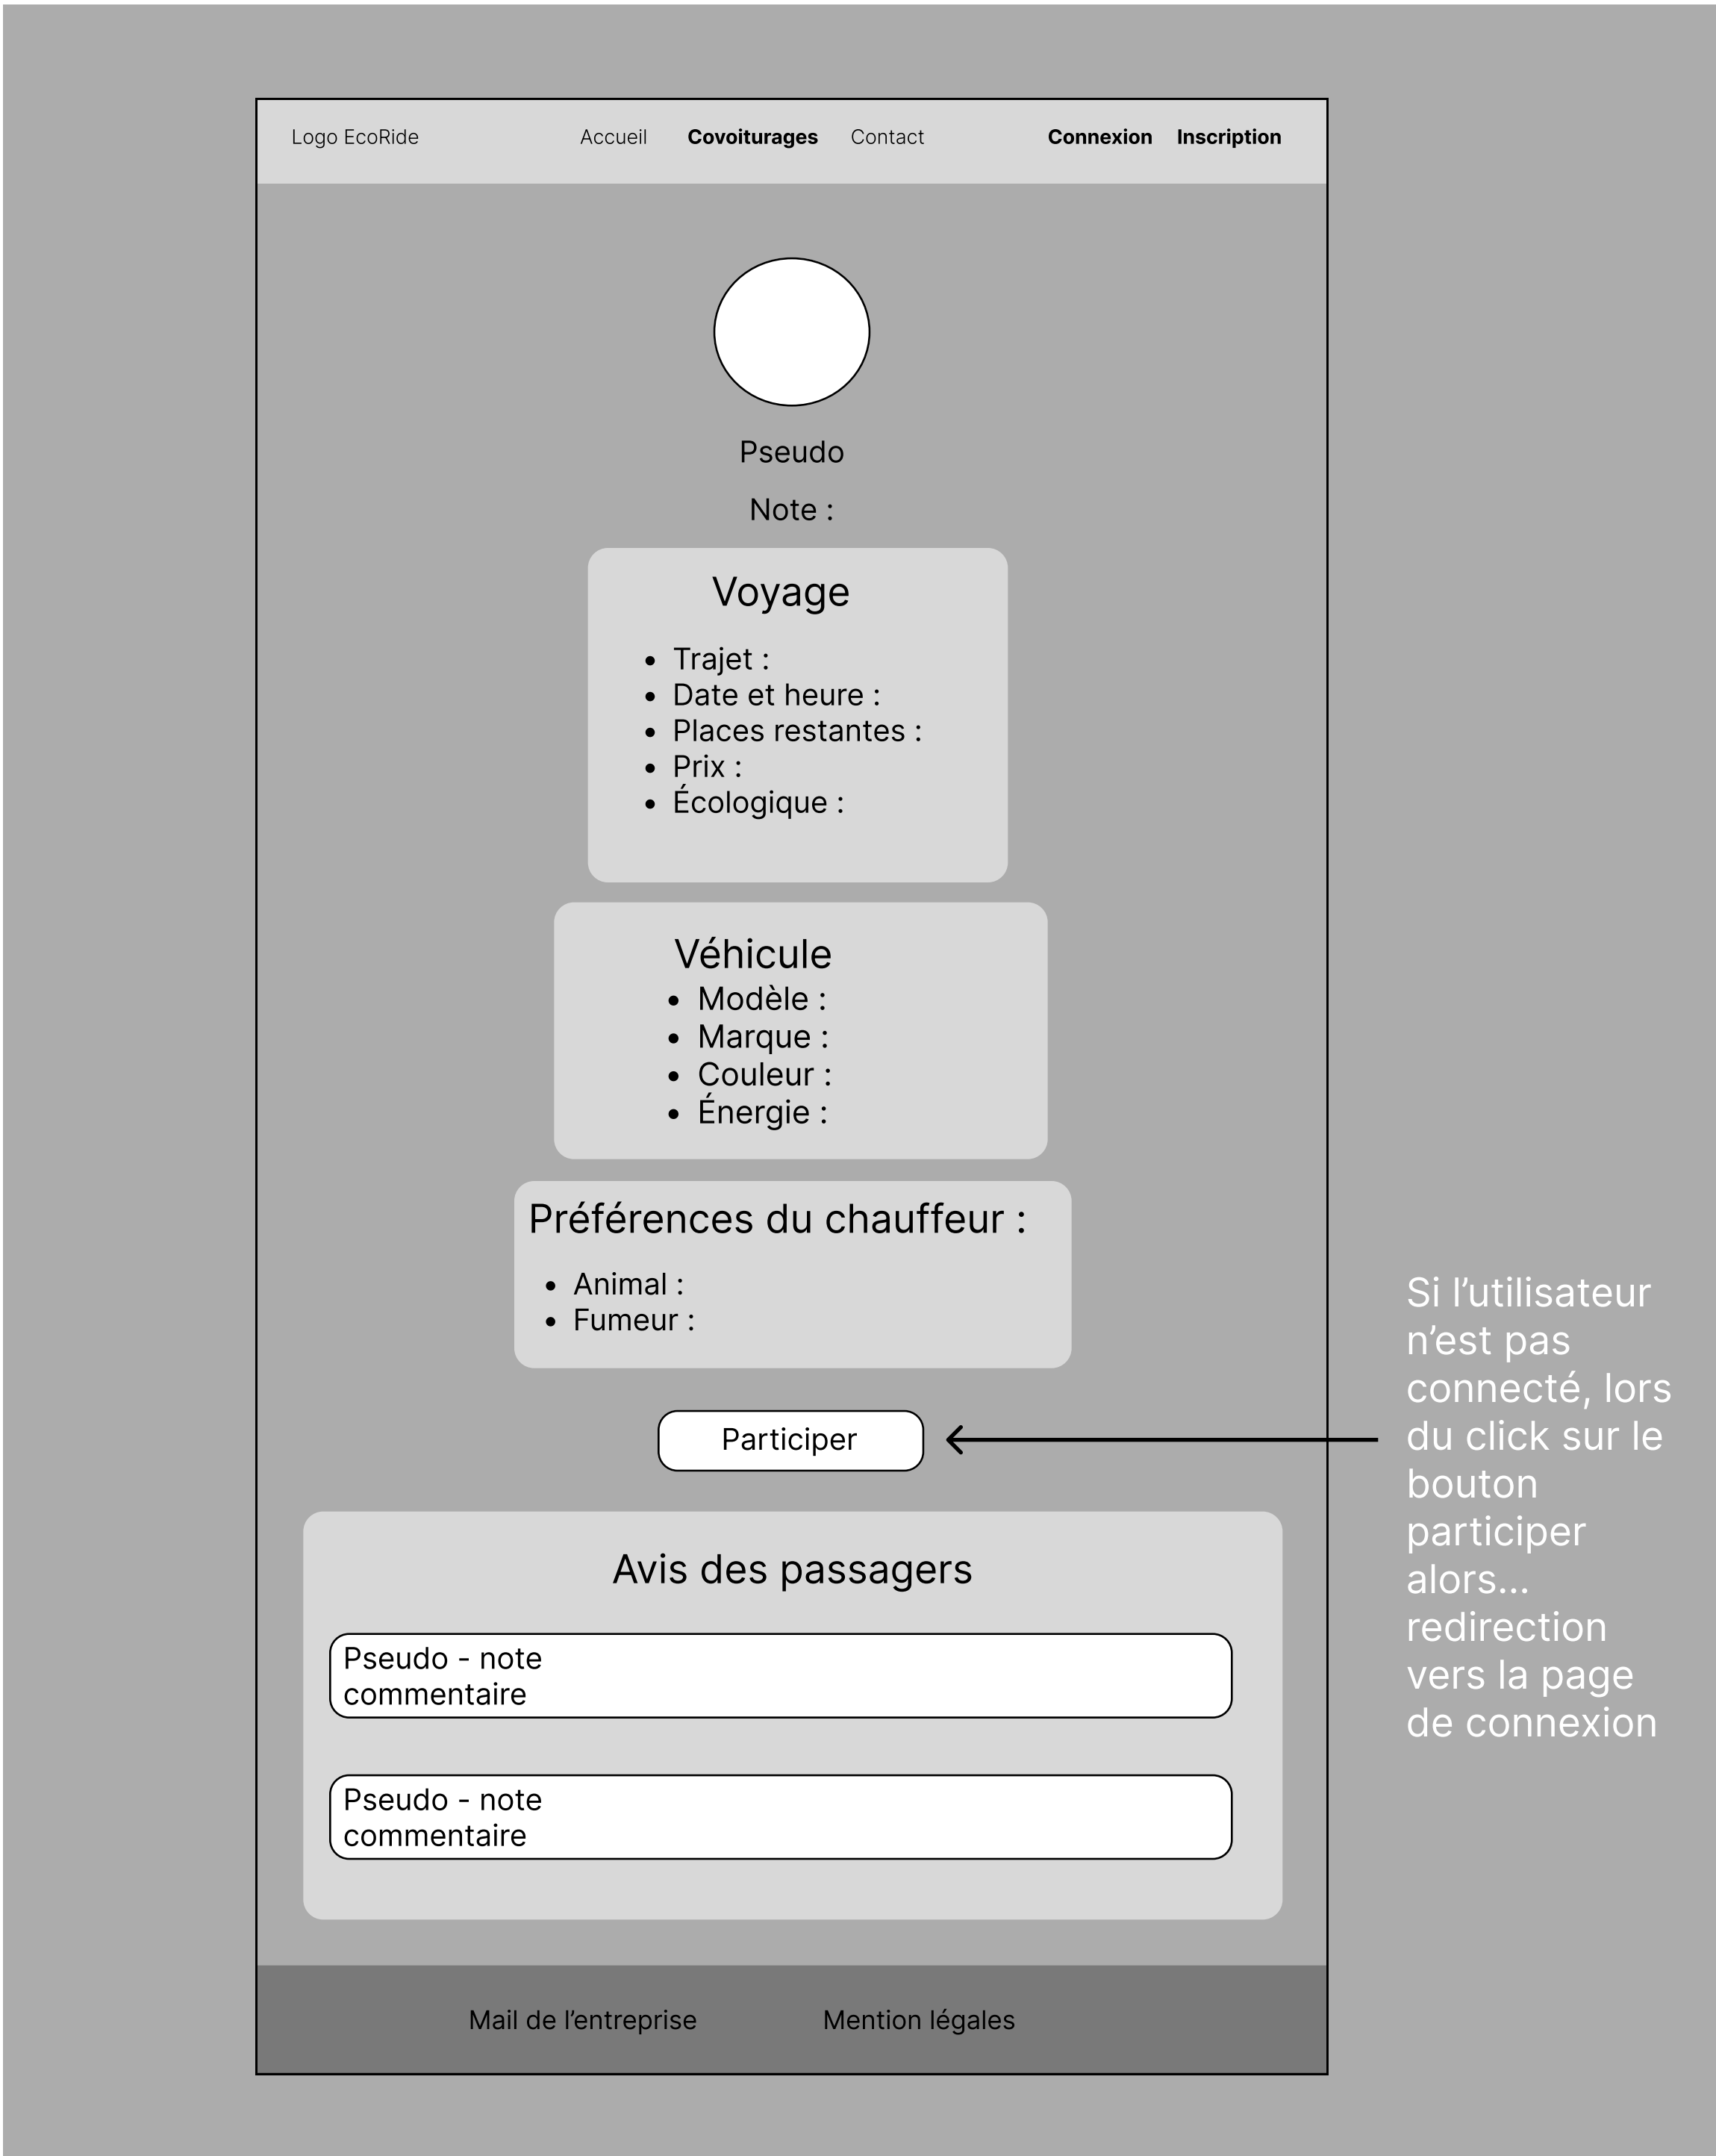 Logo EcoRide Accueil Covoiturages Contact Connexion Inscription
Pseudo
Note :
Voyage
• Trajet :
• Date et heure :
• Places restantes :
• Prix :
• Écologique :
Véhicule
• Modèle :
• Marque :
• Couleur :
• Énergie :
Préférences du chauffeur :
• Animal :
• Fumeur :
Participer
Si l’utilisateur
n’est pas
connecté, lors
du click sur le
bouton
participer
alors...
redirection
vers la page
de connexion
Avis des passagers
Pseudo - note
commentaire
Pseudo - note
commentaire
Mail de l’entreprise Mention légales